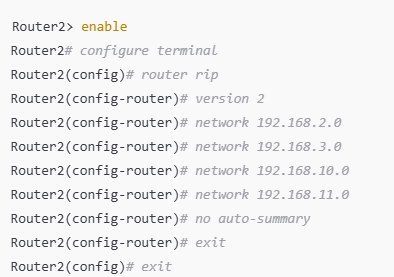 Router2> enable
Router2# configure terminal
Router2(config)# router rip
Router2(config-router)# version 2
Router2(config-router)# network 192.168.2.0
Router2(config-router)# network 192.168.3.0
Router2(config-router)# network 192.168.10.0
Router2(config-router)# network 192.168.11.0
Router2(config-router)# no auto-summary
Router2(config-router)# exit
Router2(config)# exit